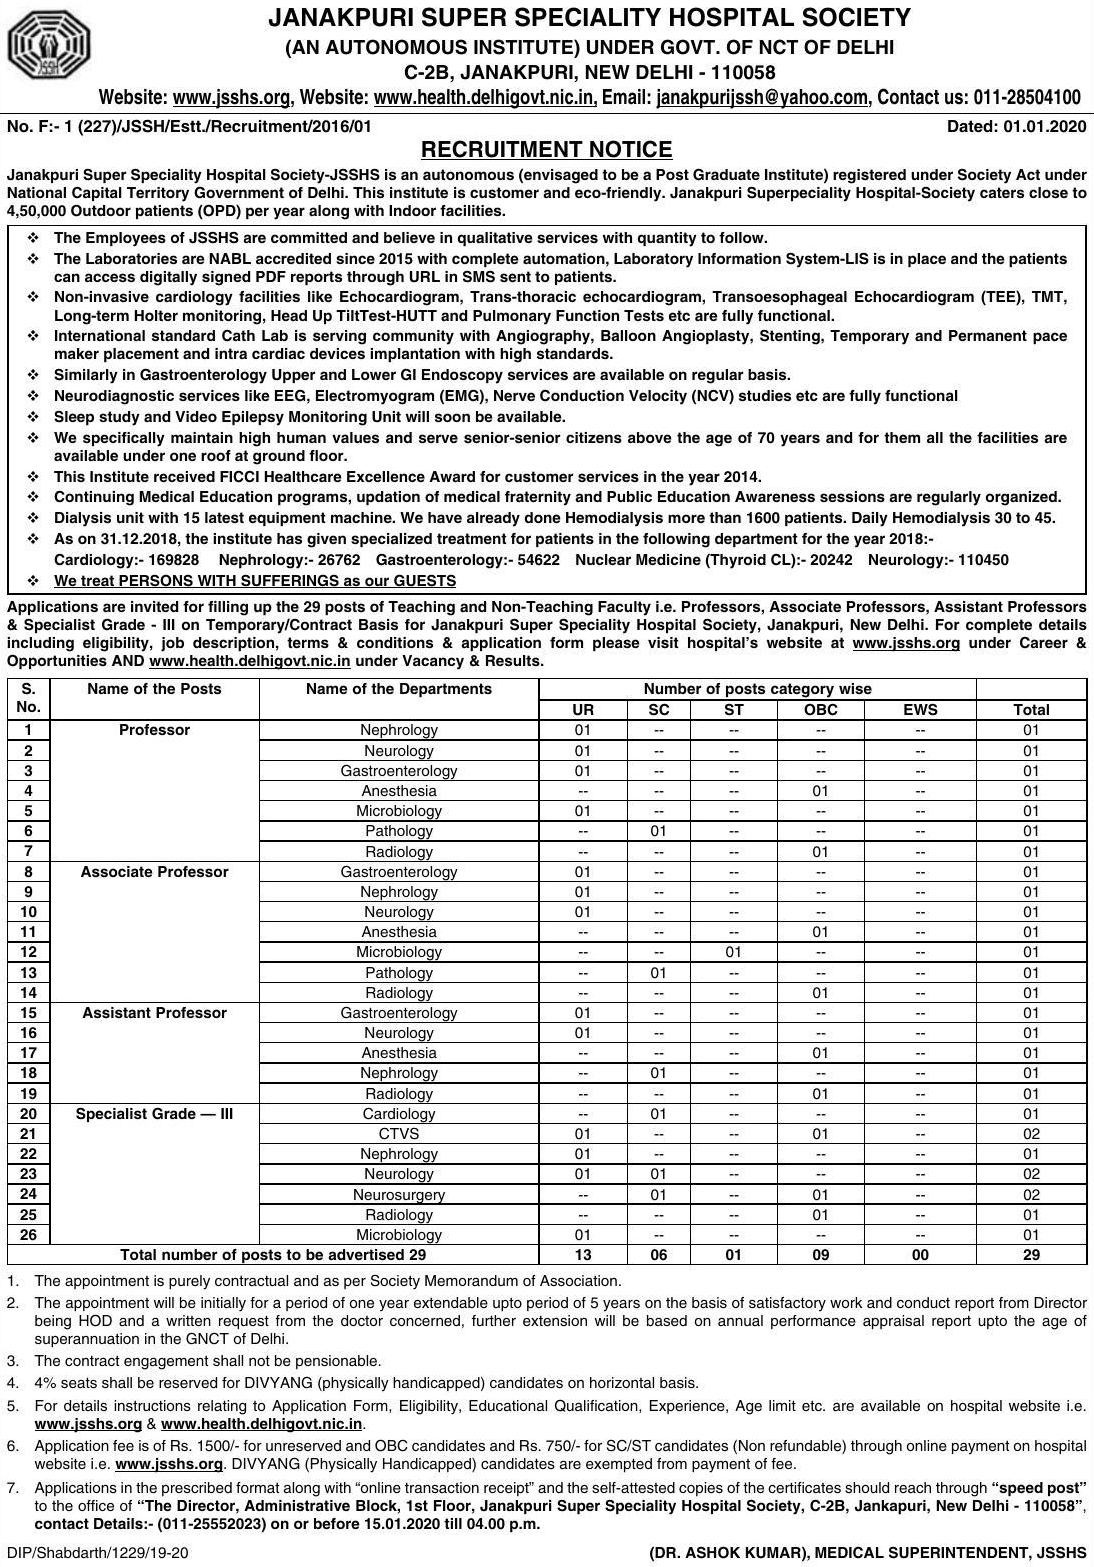 JANAKPURI SUPER SPECIALITY HOSPITAL SOCIETY
(AN AUTONOMOUS INSTITUTE) UNDER GOVT. OF NCT OF DELHI
C-2B, JANAKPURI, NEW DELHI - 110058
Website: www.jsshs.org, Website: www.health.delhigovt.nic.in, Email: janakpurijssh@yahoo.com, Contact us: 011-28504100
JSSH
No. F:- 1 (227)/JSSH/Estt./Recruitment/2016/01 Dated: 01.01.2020
RECRUITMENT NOTICE
Janakpuri Super Speciality Hospital Society-JSSHS is an autonomous (envisaged to be a Post Graduate Institute) registered under Society Act under
National Capital Territory Government of Delhi. This institute is customer and eco-friendly. Janakpuri Superpeciality Hospital-Society caters close to
4,50,000 Outdoor patients (OPD) per year along with Indoor facilities.
❖ The Employees of JSSHS are committed and believe in qualitative services with quantity to follow.
❖ The Laboratories are NABL accredited since 2015 with complete automation, Laboratory Information System-LIS is in place and the patients
can access digitally signed PDF reports through URL in SMS sent to patients.
❖ Non-invasive cardiology facilities like Echocardiogram, Trans-thoracic echocardiogram, Transoesophageal Echocardiogram (TEE), TMT,
Long-term Holter monitoring, Head Up TiltTest-HUTT and Pulmonary Function Tests etc are fully functional.
❖ International standard Cath Lab is serving community with Angiography, Balloon Angioplasty, Stenting, Temporary and Permanent pace
maker placement and intra cardiac devices implantation with high standards.
❖ Similarly in Gastroenterology Upper and Lower GI Endoscopy services are available on regular basis.
❖ Neurodiagnostic services like EEG, Electromyogram (EMG), Nerve Conduction Velocity (NCV) studies etc are fully functional
❖ Sleep study and Video Epilepsy Monitoring Unit will soon be available.
❖ We specifically maintain high human values and serve senior-senior citizens above the age of 70 years and for them all the facilities are
available under one roof at ground floor.
❖ This Institute received FICCI Healthcare Excellence Award for customer services in the year 2014.
❖ Continuing Medical Education programs, updation of medical fraternity and Public Education Awareness sessions are regularly organized.
❖ Dialysis unit with 15 latest equipment machine. We have already done Hemodialysis more than 1600 patients. Daily Hemodialysis 30 to 45.
❖ As on 31.12.2018, the institute has given specialized treatment for patients in the following department for the year 2018:-
Cardiology:- 169828 Nephrology:- 26762 Gastroenterology:- 54622 Nuclear Medicine (Thyroid CL):- 20242 Neurology:- 110450
❖ We treat PERSONS WITH SUFFERINGS as our GUESTS
Applications are invited for filling up the 29 posts of Teaching and Non-Teaching Faculty i.e. Professors, Associate Professors, Assistant Professors
& Specialist Grade - III on Temporary/Contract Basis for Janakpuri Super Speciality Hospital Society, Janakpuri, New Delhi. For complete details
including eligibility, job description, terms & conditions & application form please visit hospital's website at www.jsshs.org under Career &
Opportunities AND www.health.delhigovt.nic.in under Vacancy & Results.
S. No. Name of the Posts Name of the Departments Number of posts category wise
UR SC ST OBC EWS Total
1 Professor Nephrology 01 -- -- -- -- 01
2 Neurology 01 -- -- -- -- 01
3 Gastroenterology 01 -- -- -- -- 01
4 Anesthesia -- -- -- 01 -- 01
5 Microbiology 01 -- -- -- -- 01
6 Pathology -- 01 -- -- -- 01
7 Radiology -- -- -- 01 -- 01
8 Associate Professor Gastroenterology 01 -- -- -- -- 01
9 Nephrology 01 -- -- -- -- 01
10 Neurology 01 -- -- -- -- 01
11 Anesthesia -- -- -- 01 -- 01
12 Microbiology -- -- 01 -- -- 01
13 Pathology -- 01 -- -- -- 01
14 Radiology -- -- -- 01 -- 01
15 Assistant Professor Gastroenterology 01 -- -- -- -- 01
16 Neurology 01 -- -- -- -- 01
17 Anesthesia -- -- -- 01 -- 01
18 Nephrology -- 01 -- -- -- 01
19 Radiology -- -- -- 01 -- 01
20 Specialist Grade — III Cardiology -- 01 -- -- -- 01
21 CTVS 01 -- -- 01 -- 02
22 Nephrology 01 -- -- -- -- 01
23 Neurology 01 01 -- -- -- 02
24 Neurosurgery -- 01 -- 01 -- 02
25 Radiology -- -- -- 01 -- 01
26 Microbiology 01 -- -- -- -- 01
Total number of posts to be advertised 29 13 06 01 09 00 29
1. The appointment is purely contractual and as per Society Memorandum of Association.
2. The appointment will be initially for a period of one year extendable upto period of 5 years on the basis of satisfactory work and conduct report from Director
being HOD and a written request from the doctor concerned, further extension will be based on annual performance appraisal report upto the age of
superannuation in the GNCT of Delhi.
3. The contract engagement shall not be pensionable.
4. 4% seats shall be reserved for DIVYANG (physically handicapped) candidates on horizontal basis.
5. For details instructions relating to Application Form, Eligibility, Educational Qualification, Experience, Age limit etc. are available on hospital website i.e.
www.jsshs.org & www.health.delhigovt.nic.in.
6. Application fee is of Rs. 1500/- for unreserved and OBC candidates and Rs. 750/- for SC/ST candidates (Non refundable) through online payment on hospital
website i.e. www.jsshs.org. DIVYANG (Physically Handicapped) candidates are exempted from payment of fee.
7. Applications in the prescribed format along with "online transaction receipt" and the self-attested copies of the certificates should reach through "speed post"
to the office of "The Director, Administrative Block, 1st Floor, Janakpuri Super Speciality Hospital Society, C-2B, Jankapuri, New Delhi - 110058",
contact Details:- (011-25552023) on or before 15.01.2020 till 04.00 p.m.
DIP/Shabdarth/1229/19-20 (DR. ASHOK KUMAR), MEDICAL SUPERINTENDENT, JSSHS